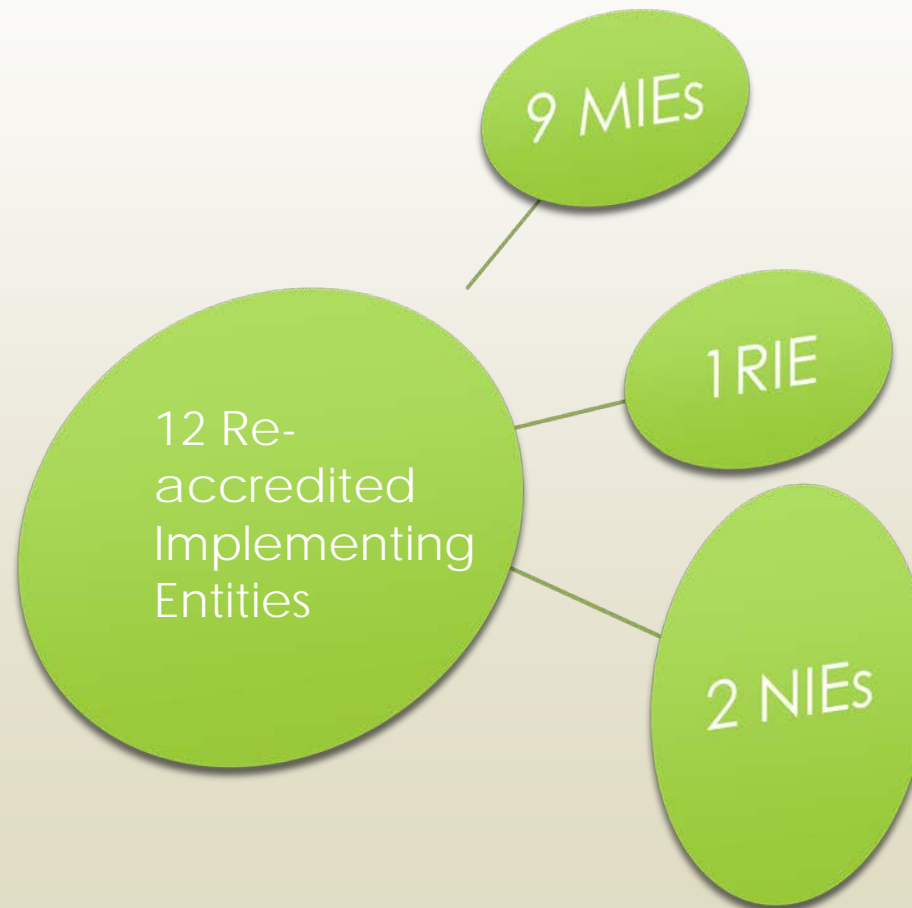 9 MIEs
1 RIE
12 Re-
accredited
Implementing
Entities
2 NIEs